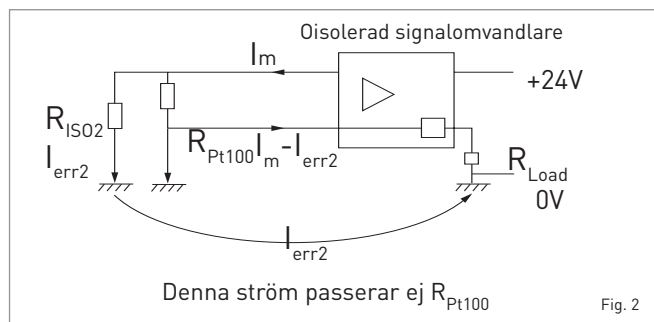 Oisolerad signalomvandlare
Im
+24V
RISO2
Ierr2
RPt100
Im-Ierr2
RLoad
0V
Ierr2
Denna ström passerar ej RPt100
Fig. 2